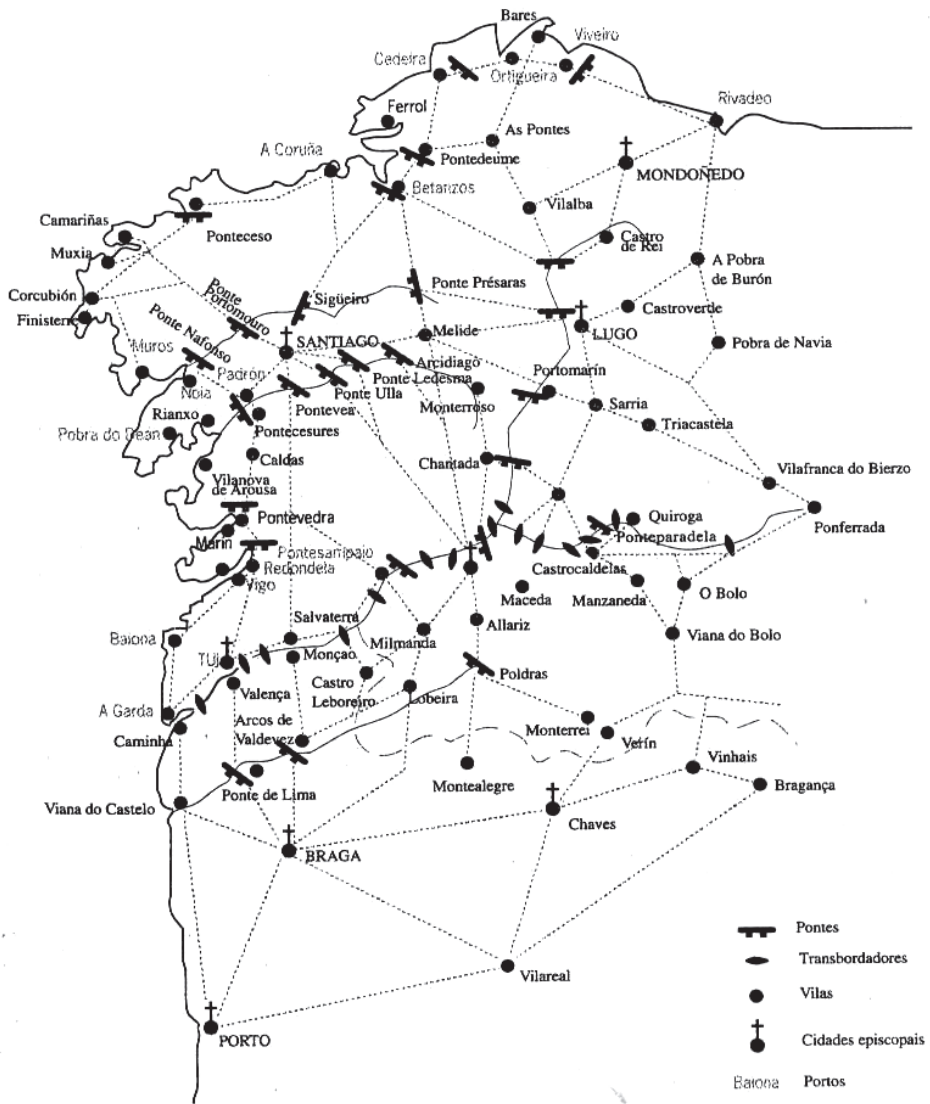 Bares
Viveiro
Cedeira
Ortigueira
Rivadeo
Ferrol
As Pontes
A Coruña
Pontedeume
MONDOÑEDO
Betanzos
Vilalba
Camariñas
Ponteceso
Castro
de Rei
Muxia
A Pobra
de Burón
Ponte
Portomouro
Ponte Présaras
Corcubión
Sigüeiro
Castroverde
Finisterre
Ponte Nafonso
SANTIAGO
Melide
LUGO
Pobra de Navia
Muros
Arcidiago
Padrón
Ponte Ledesma
Portomarín
Noia
Ponte Ulla
Monterroso
Rianxo
Pontevea
Sarria
Pobra do Dean
Pontecesures
Triacastela
Caldas
Chantada
Vilafranca do Bierzo
Vilanova
de Arousa
Pontevedra
Quiroga
Ponferrada
Marín
Pontesampaio
Ponteparadela
Redondela
Castrocaldelas
Vigo
Maceda
Manzaneda
O Bolo
Salvaterra
Allariz
Baiona
Milmanda
Viana do Bolo
TUI
Monçao
Poldras
Valença
Castro
Leboreiro
Lobeira
A Garda
Arcos de
Valdevez
Monterrei
Caminha
Verín
Vinhais
Ponte de Lima
Montealegre
Bragança
Viana do Castelo
Chaves
BRAGA
Vilareal
PORTO
Pontes
Transbordadores
Vilas
Cidades episcopais
Baiona Portos